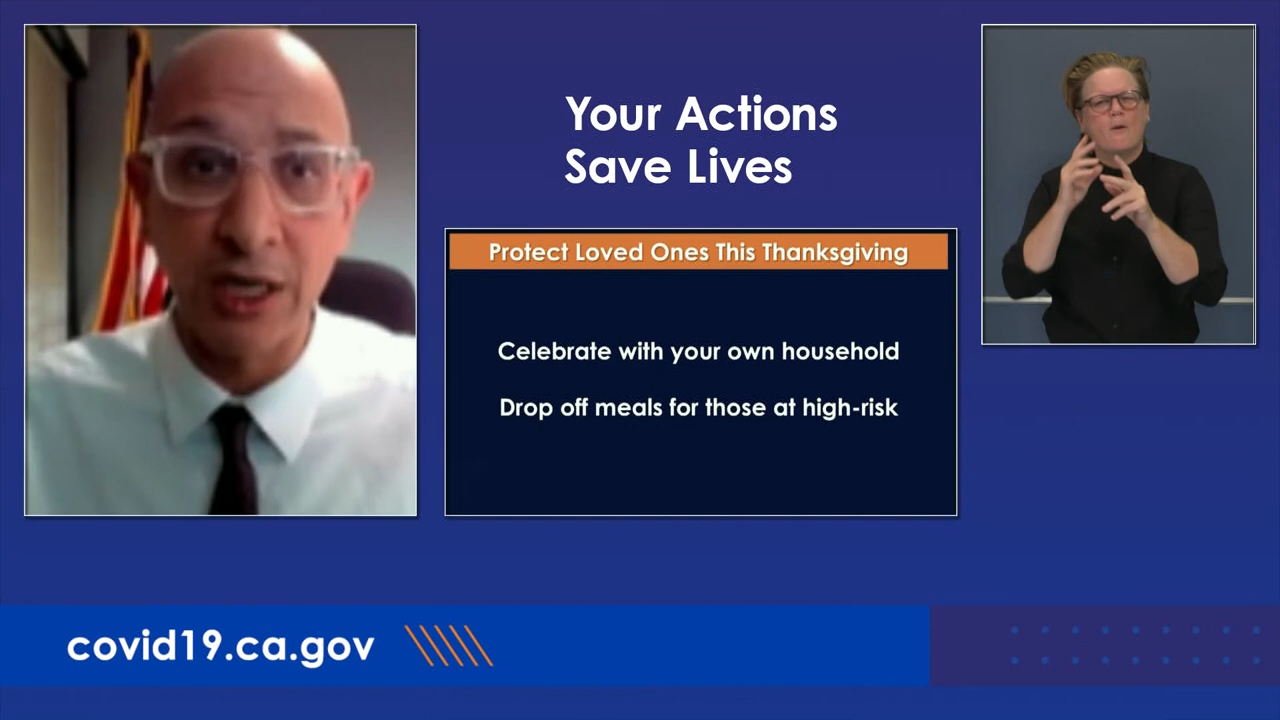 Your Actions
Save Lives
Protect Loved Ones This Thanksgiving
Celebrate with your own household
Drop off meals for those at high-risk
covid19.ca.gov